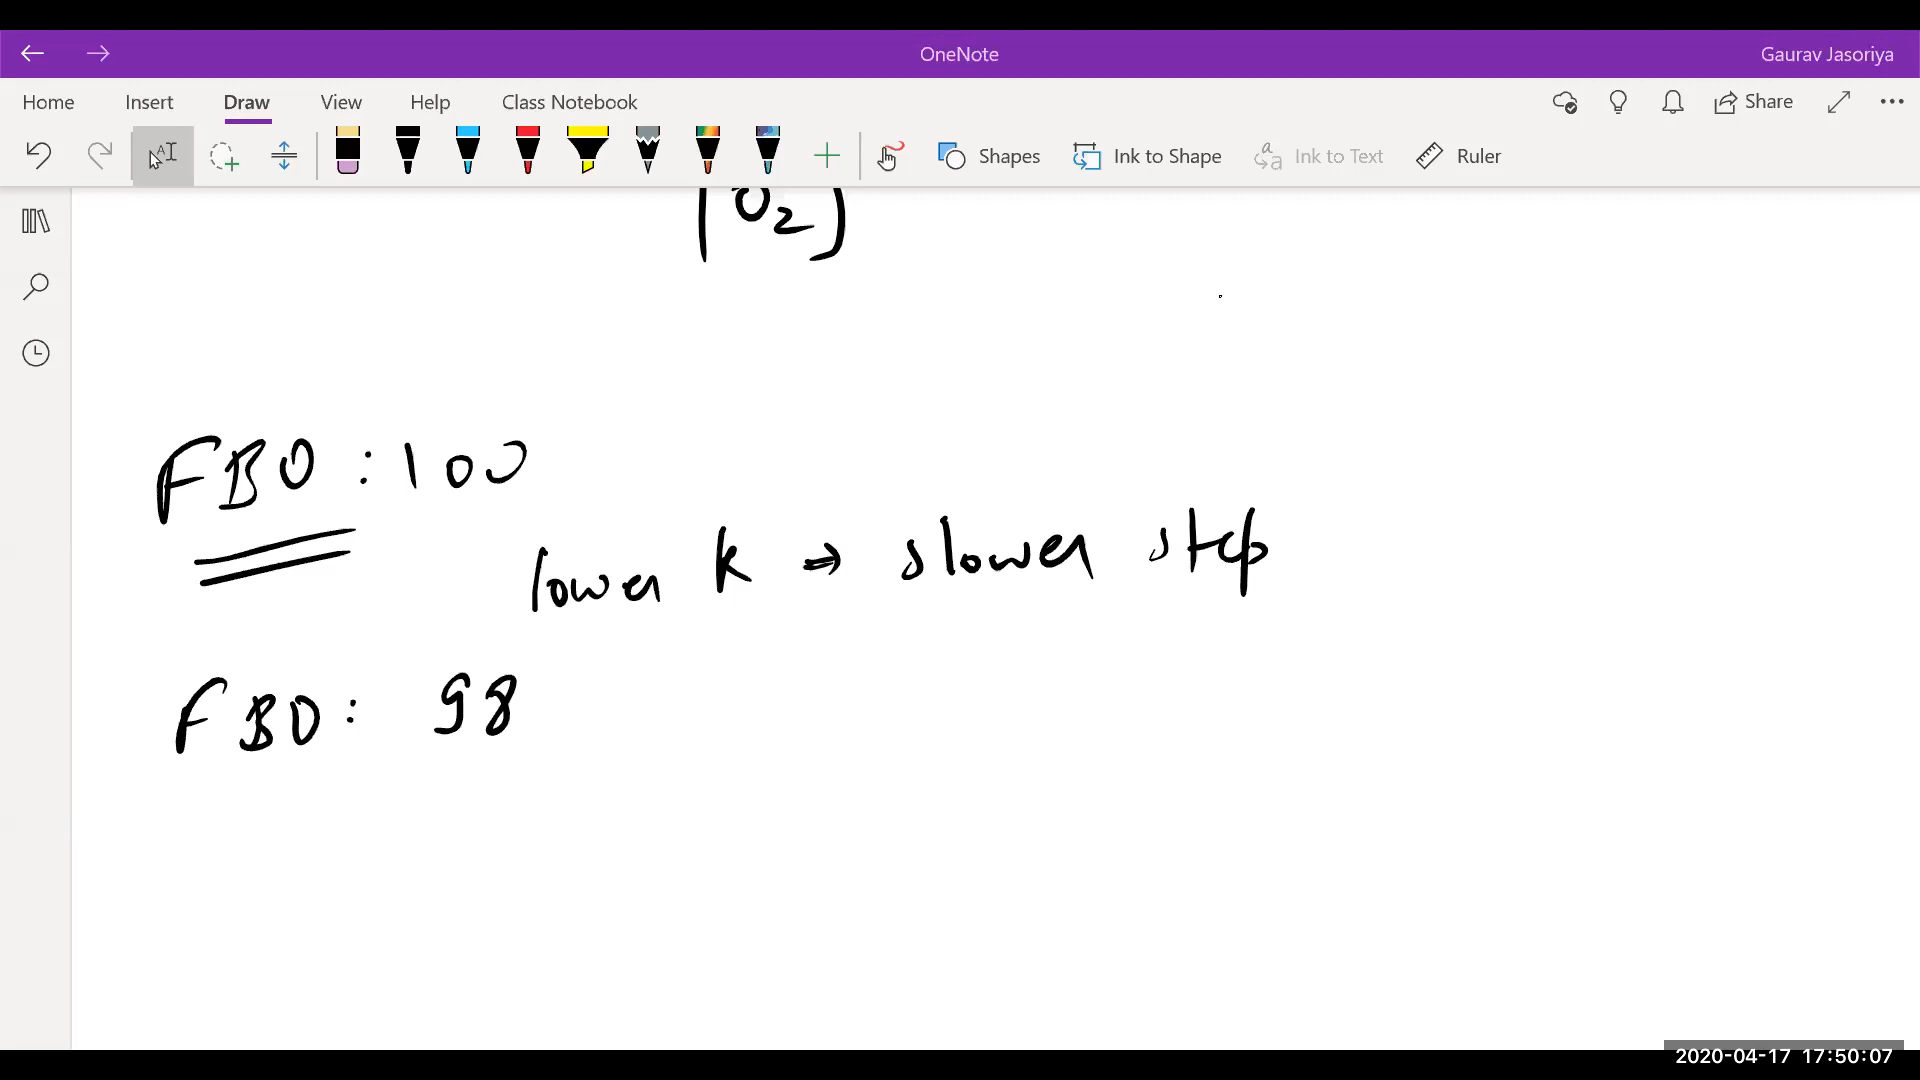 OneNote
Gaurav Jasoriya
Home Insert Draw View Help Class Notebook Share
Shapes Ink to Shape Ink to Text Ruler
[O2]
FBO : 100
lower k → slower step
FBO : 98
2020-04-17 17:50:07